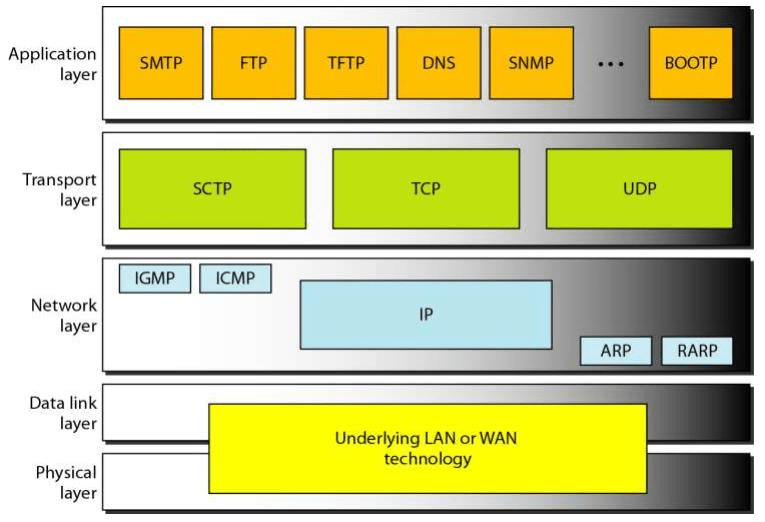 Application
layer
SMTP
FTP
TFTP
DNS
SNMP
...
BOOTP
Transport
layer
SCTP
TCP
UDP
Network
layer
IGMP
ICMP
IP
ARP
RARP
Data link
layer
Underlying LAN or WAN
technology
Physical
layer